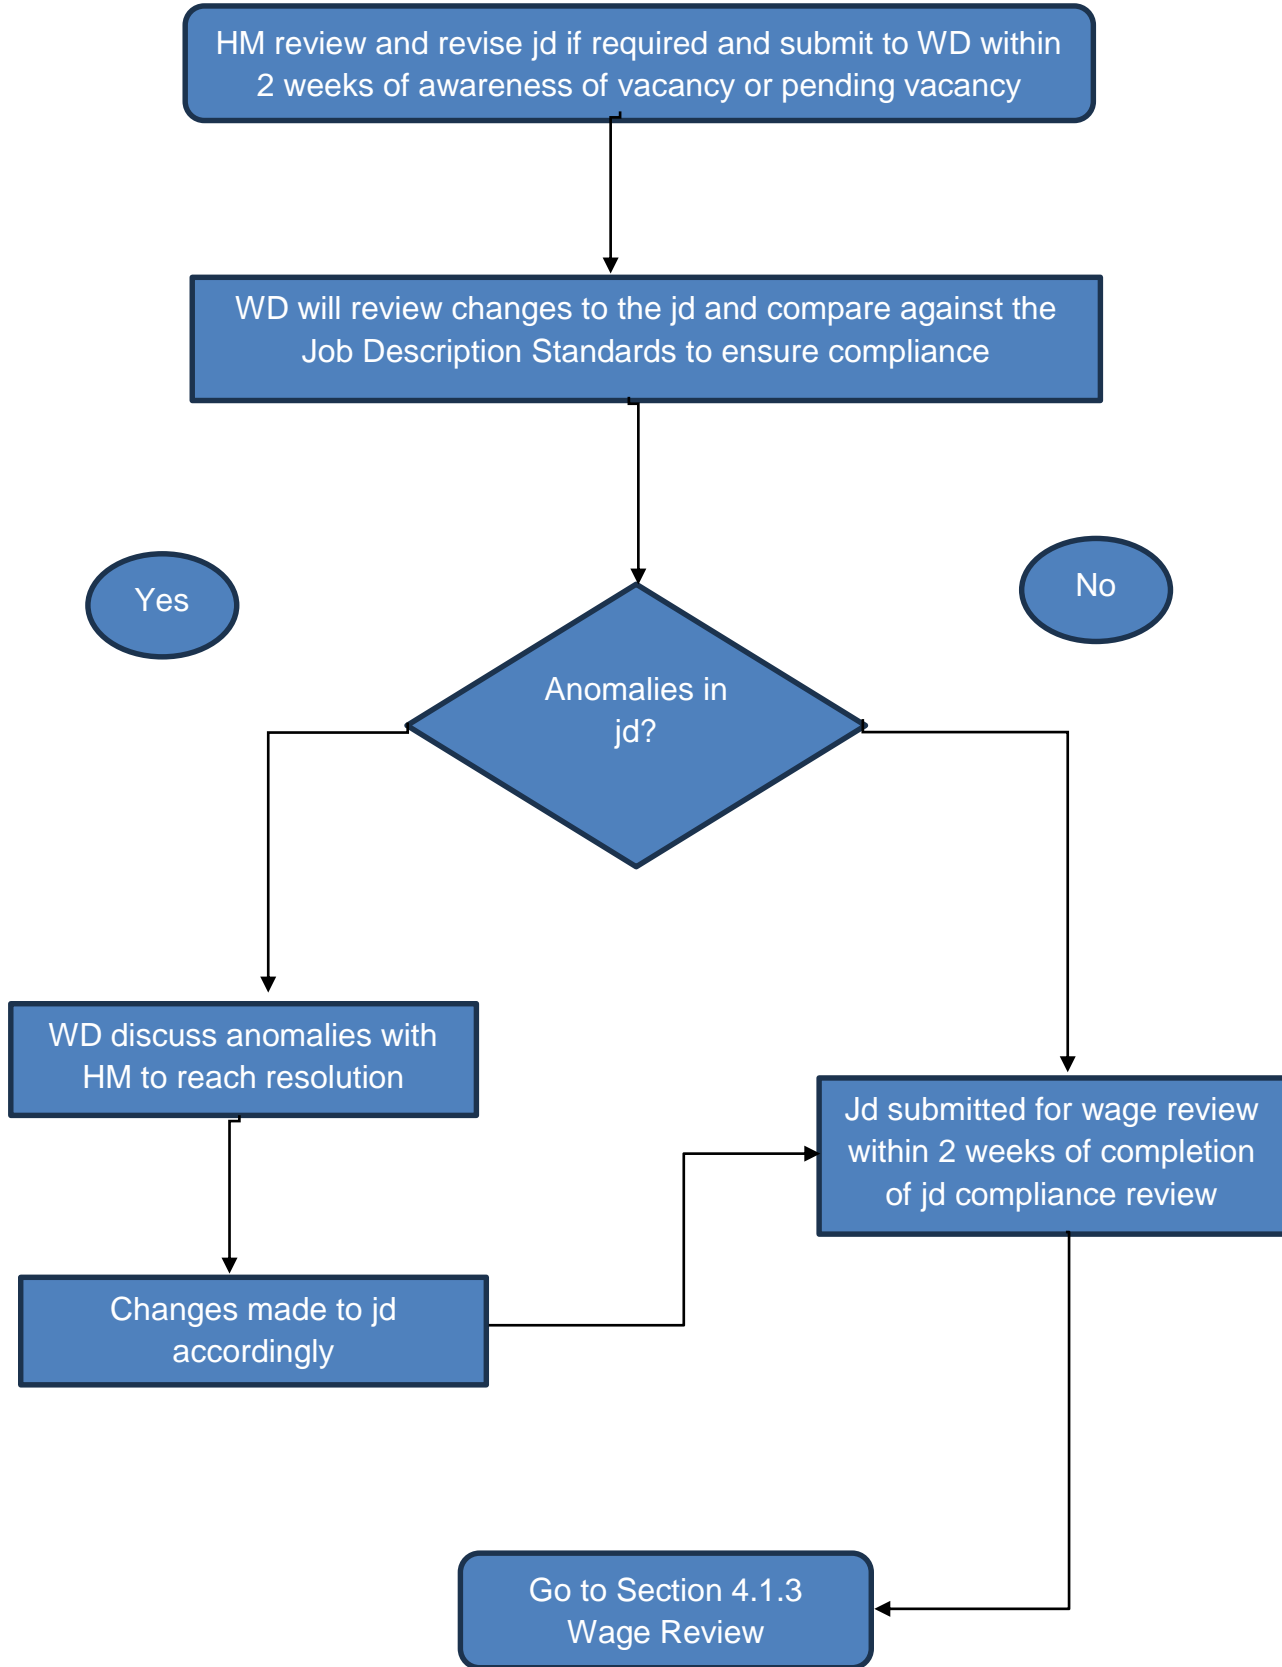 HM review and revise jd if required and submit to WD within
2 weeks of awareness of vacancy or pending vacancy
WD will review changes to the jd and compare against the
Job Description Standards to ensure compliance
Yes
No
Anomalies in
jd?
WD discuss anomalies with
HM to reach resolution
Jd submitted for wage review
within 2 weeks of completion
of jd compliance review
Changes made to jd
accordingly
Go to Section 4.1.3
Wage Review